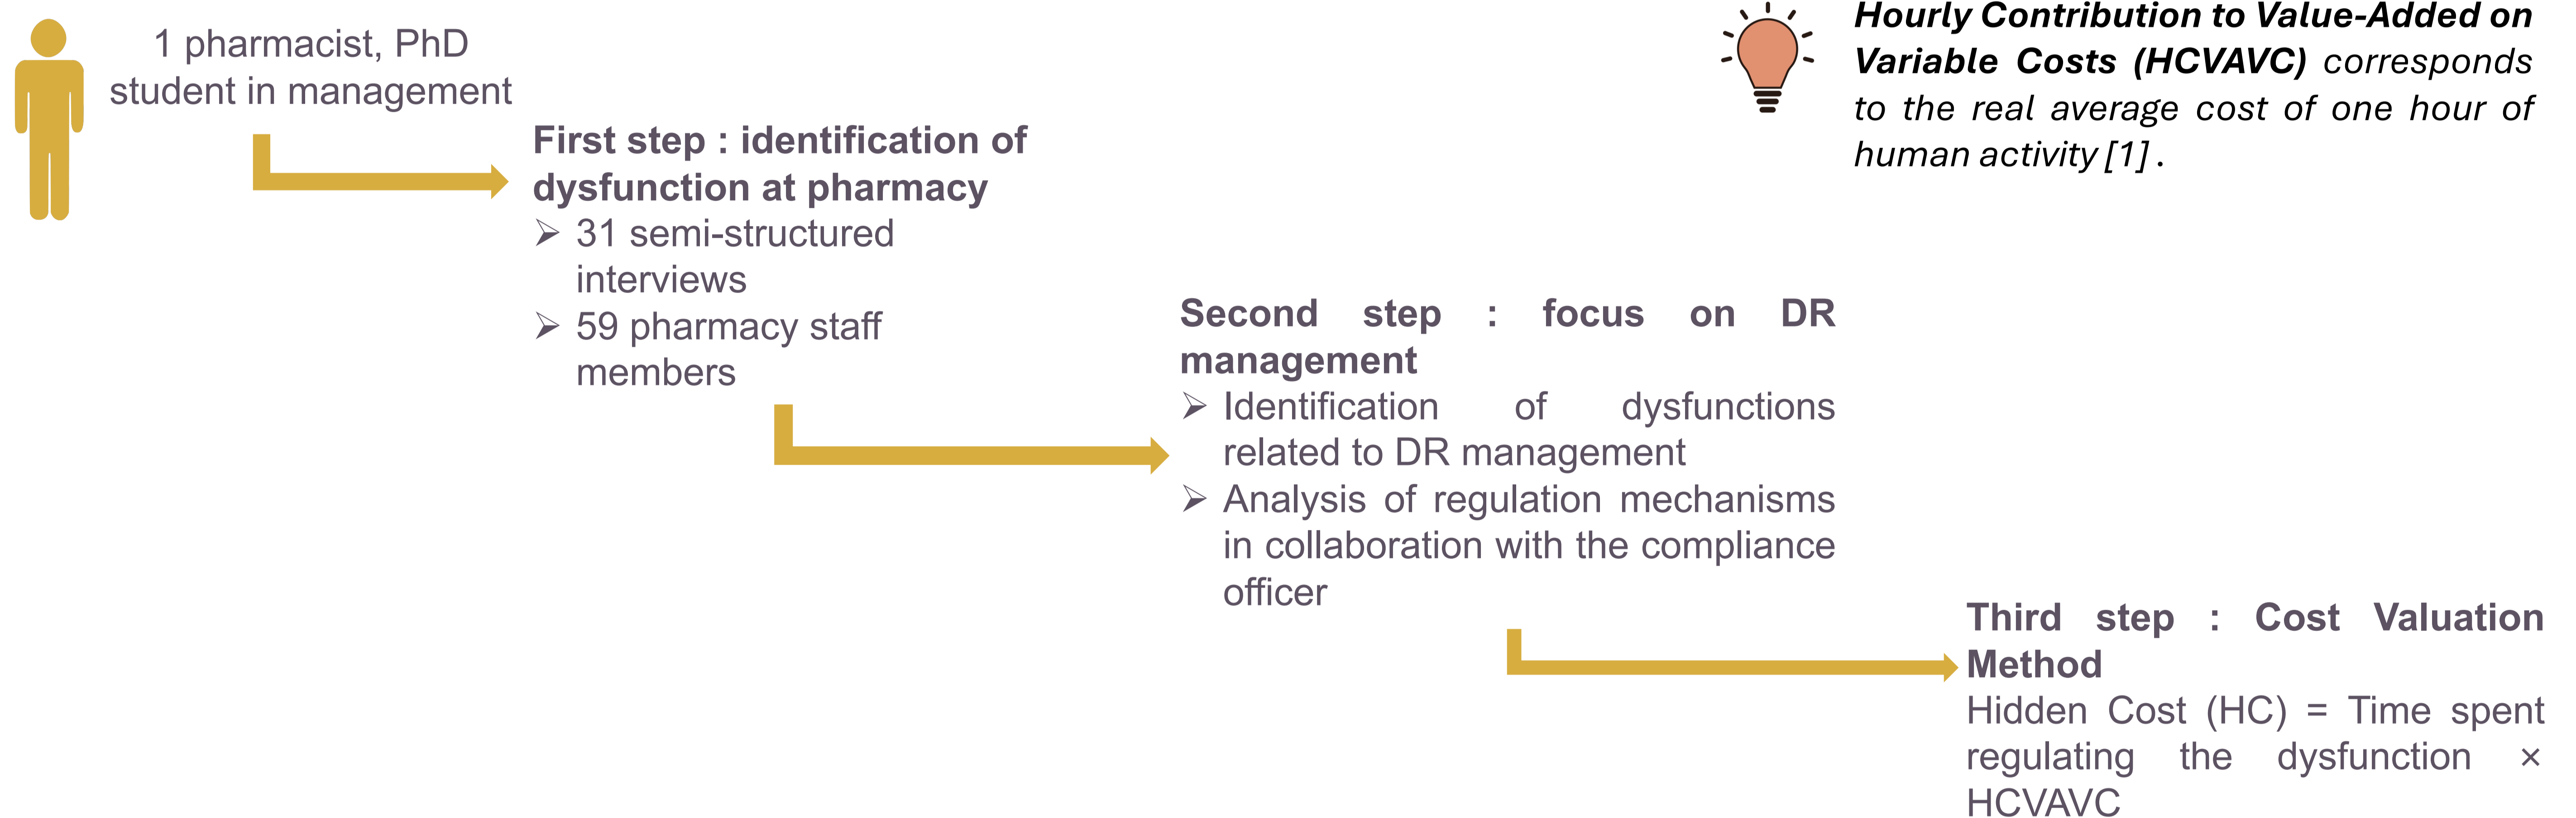 1 pharmacist, PhD
student in management
Hourly Contribution to Value-Added on
Variable Costs (HCVAVC) corresponds
to the real average cost of one hour of
human activity [1] .
First step : identification of
dysfunction at pharmacy
➢ 31 semi-structured
interviews
➢ 59 pharmacy staff
members
Second step : focus on DR
management
➢ Identification of dysfunctions
related to DR management
➢ Analysis of regulation mechanisms
in collaboration with the compliance
officer
Third step : Cost Valuation
Method
Hidden Cost (HC) = Time spent
regulating the dysfunction ×
HCVAVC